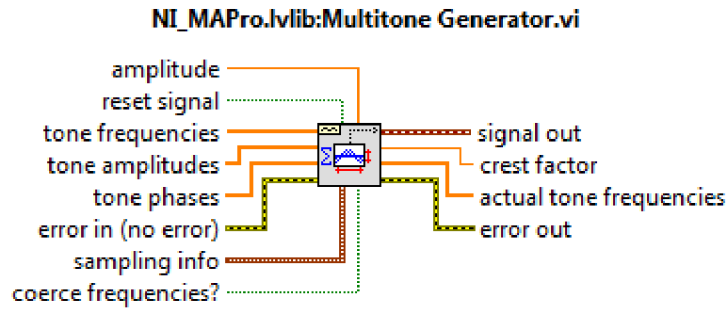 NI_MAPro.lvlib:Multitone Generator.vi
amplitude
reset signal
tone frequencies
tone amplitudes
tone phases
error in (no error)
sampling info
coerce frequencies?
signal out
crest factor
actual tone frequencies
error out